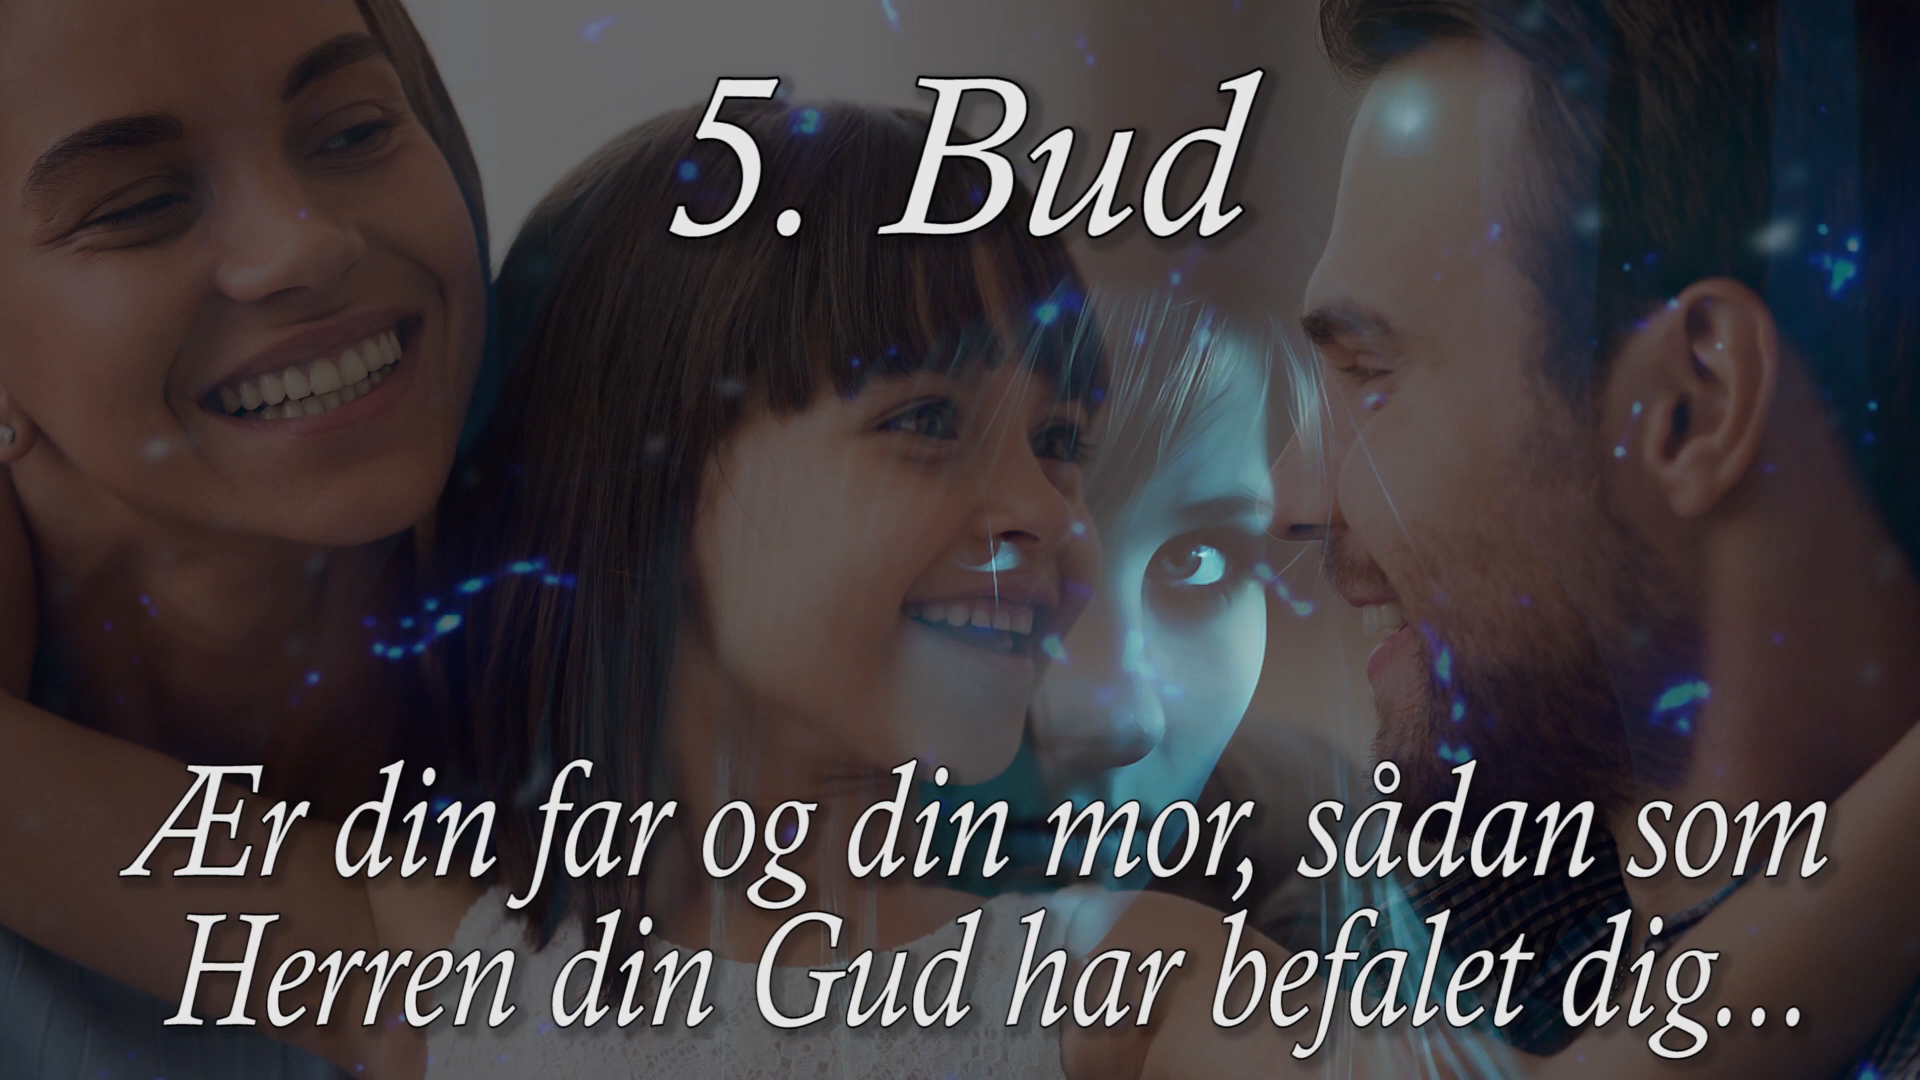 5. Bud
Ær din far og din mor, sådan som
Herren din Gud har befalet dig...